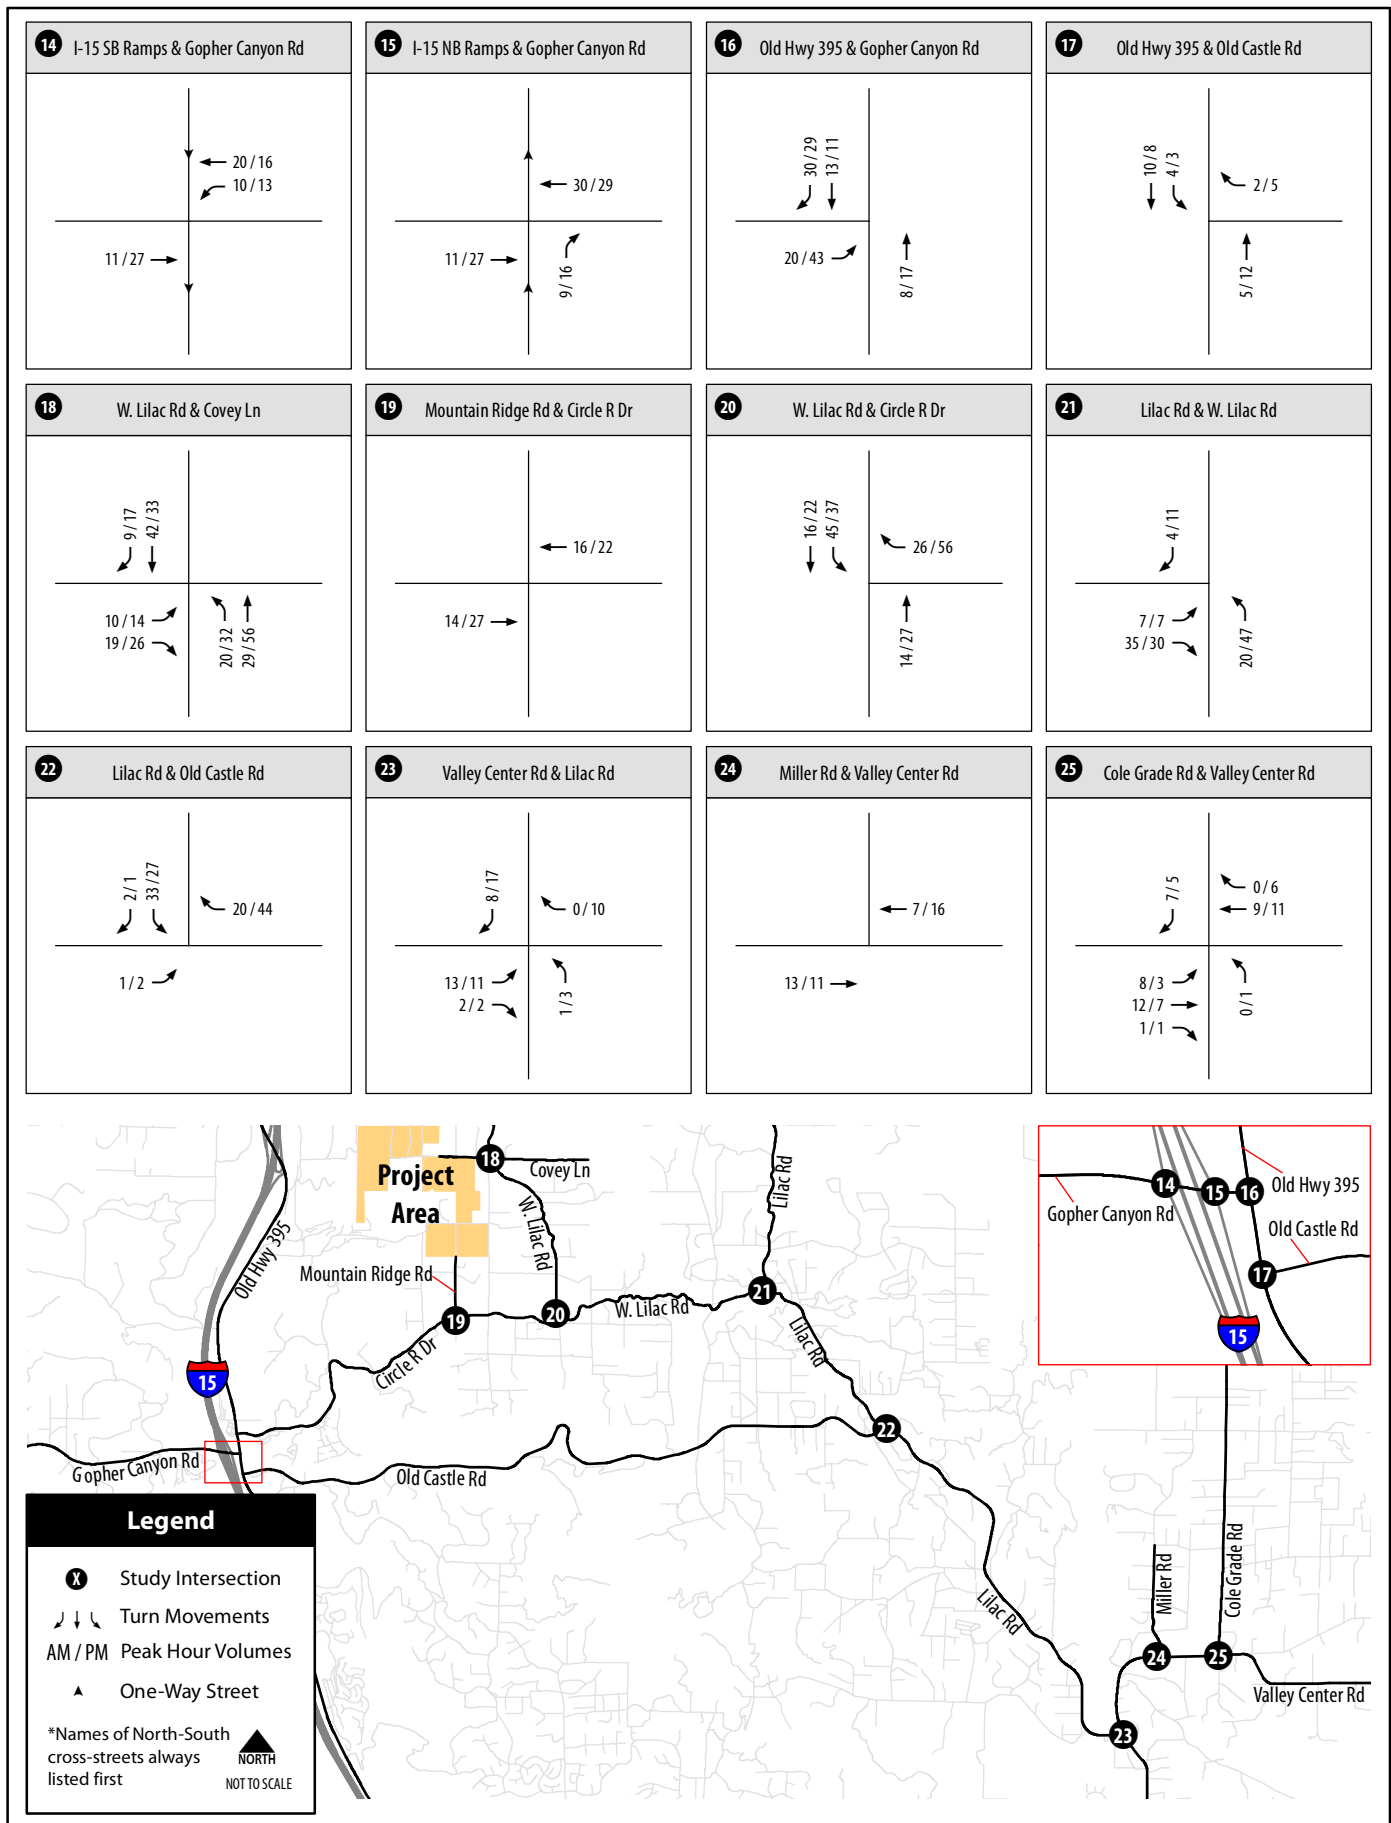 14 I-15 SB Ramps & Gopher Canyon Rd
20 / 16
10 / 13
11 / 27
15 I-15 NB Ramps & Gopher Canyon Rd
30 / 29
11 / 27
9 / 16
16 Old Hwy 395 & Gopher Canyon Rd
30 / 29
13 / 11
20 / 43
8 / 17
17 Old Hwy 395 & Old Castle Rd
10 / 8
4 / 3
2 / 5
5 / 12
18 W. Lilac Rd & Covey Ln
9 / 17
42 / 33
10 / 14
19 / 26
20 / 32
29 / 56
19 Mountain Ridge Rd & Circle R Dr
16 / 22
14 / 27
20 W. Lilac Rd & Circle R Dr
16 / 22
45 / 37
26 / 56
14 / 27
21 Lilac Rd & W. Lilac Rd
4 / 11
7 / 7
35 / 30
20 / 47
22 Lilac Rd & Old Castle Rd
2 / 1
33 / 27
20 / 44
1 / 2
23 Valley Center Rd & Lilac Rd
8 / 17
0 / 10
13 / 11
2 / 2
1 / 3
24 Miller Rd & Valley Center Rd
7 / 16
13 / 11
25 Cole Grade Rd & Valley Center Rd
7 / 5
0 / 6
9 / 11
8 / 3
12 / 7
1 / 1
0 / 1
Project
Area
18
Covey Ln
W. Lilac Rd
Lilac Rd
Old Hwy 395
Mountain Ridge Rd
19
20
W. Lilac Rd
21
Lilac Rd
Circle R Dr
15
22
Gopher Canyon Rd
Old Castle Rd
Lilac Rd
Miller Rd
Cole Grade Rd
24
25
Valley Center Rd
23
14
15
16
Old Hwy 395
Gopher Canyon Rd
Old Castle Rd
17
15
Legend
X Study Intersection
Turn Movements
AM / PM Peak Hour Volumes
One-Way Street
*Names of North-South
cross-streets always
listed first
NORTH
NOT TO SCALE